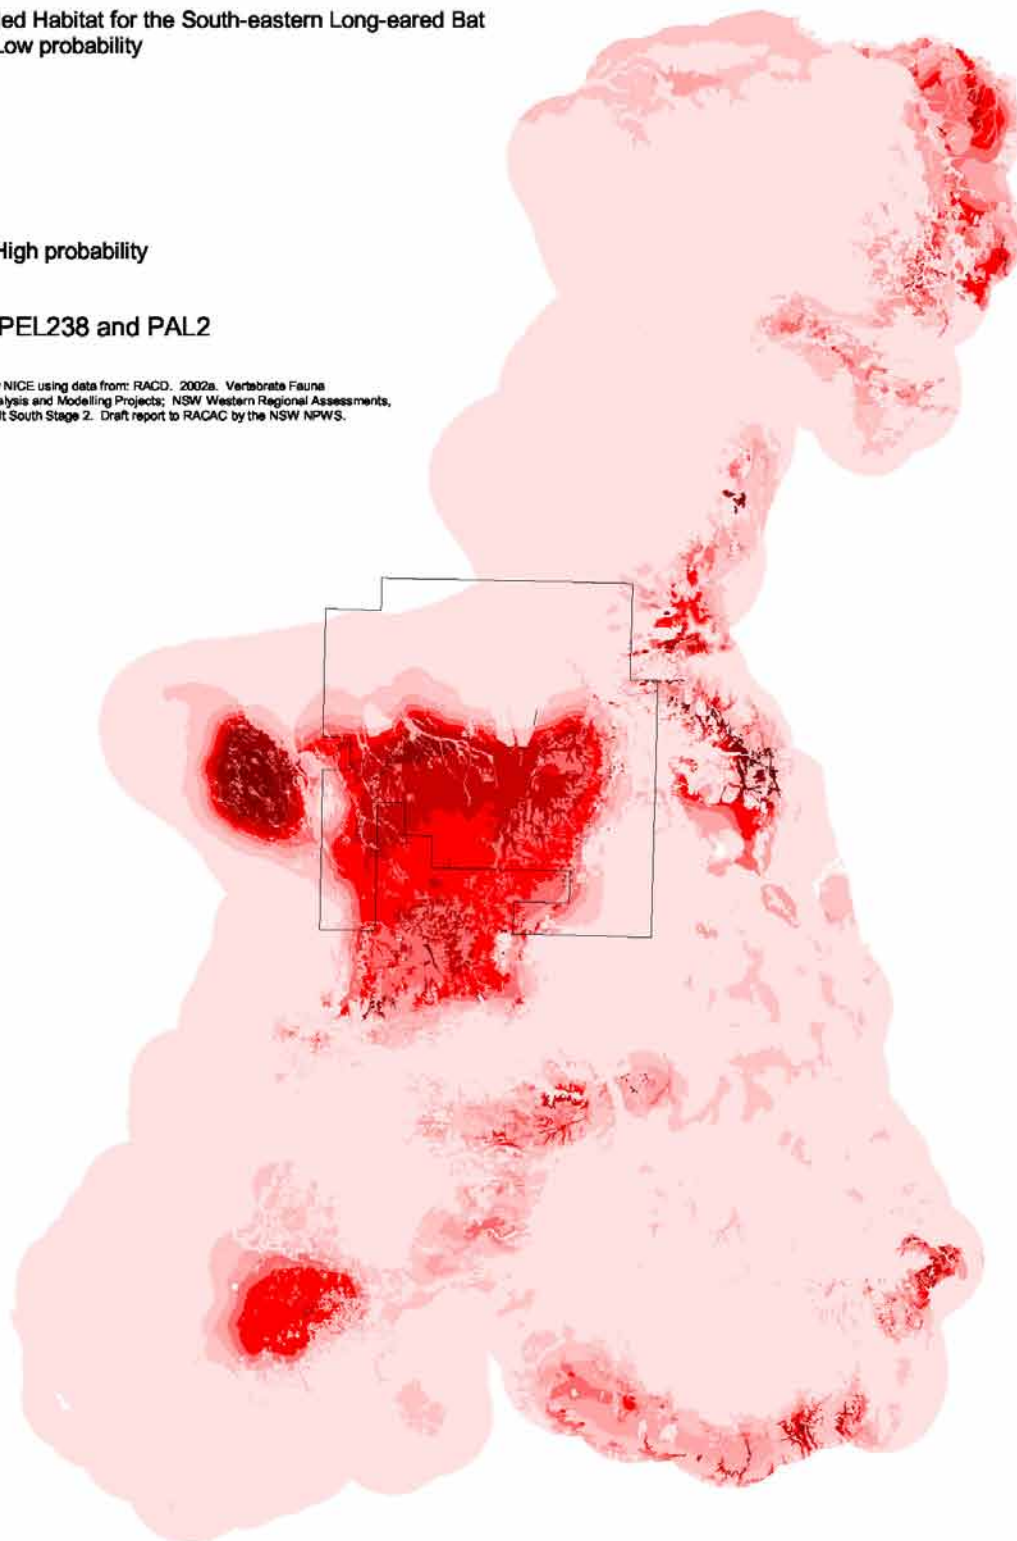 ed Habitat for the South-eastern Long-eared Bat
Low probability
High probability
PEL238 and PAL2
NICE using data from: RACD. 2002a. Vertebrate Fauna
alysis and Modelling Projects; NSW Western Regional Assessments,
lt South Stage 2. Draft report to RACAC by the NSW NPWS.